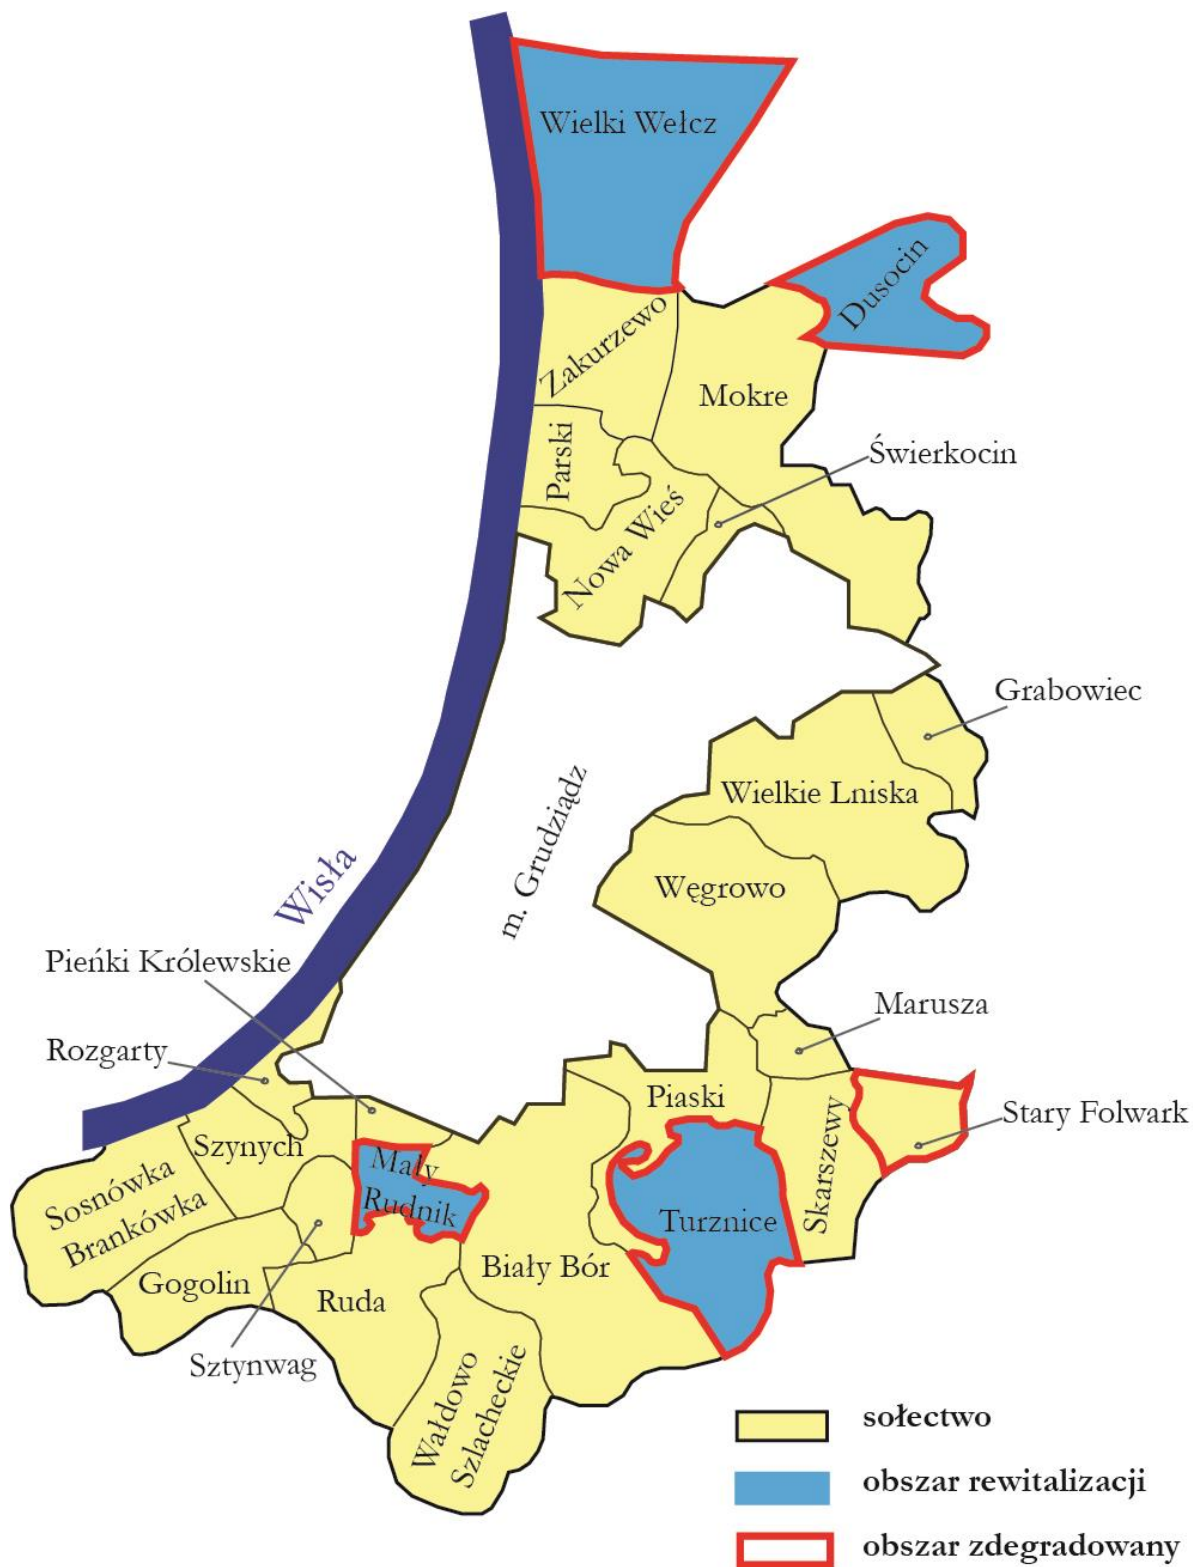 Wielki Wełcz
Dusocin
Zakurzewo
Mokre
Świerkocin
Parski
Nowa Wieś
Grabowiec
Wielkie Lniska
m. Grudziądz
Węgrowo
Wisła
Pieńki Królewskie
Marusza
Rozgarty
Piaski
Stary Folwark
Szynych
Mały
Rudnik
Skarszewy
Sosnówka
Brankówka
Turznice
Gogolin
Ruda
Biały Bór
Sztynwag
Wałdowo
Szlacheckie
sołectwo
obszar rewitalizacji
obszar zdegradowany